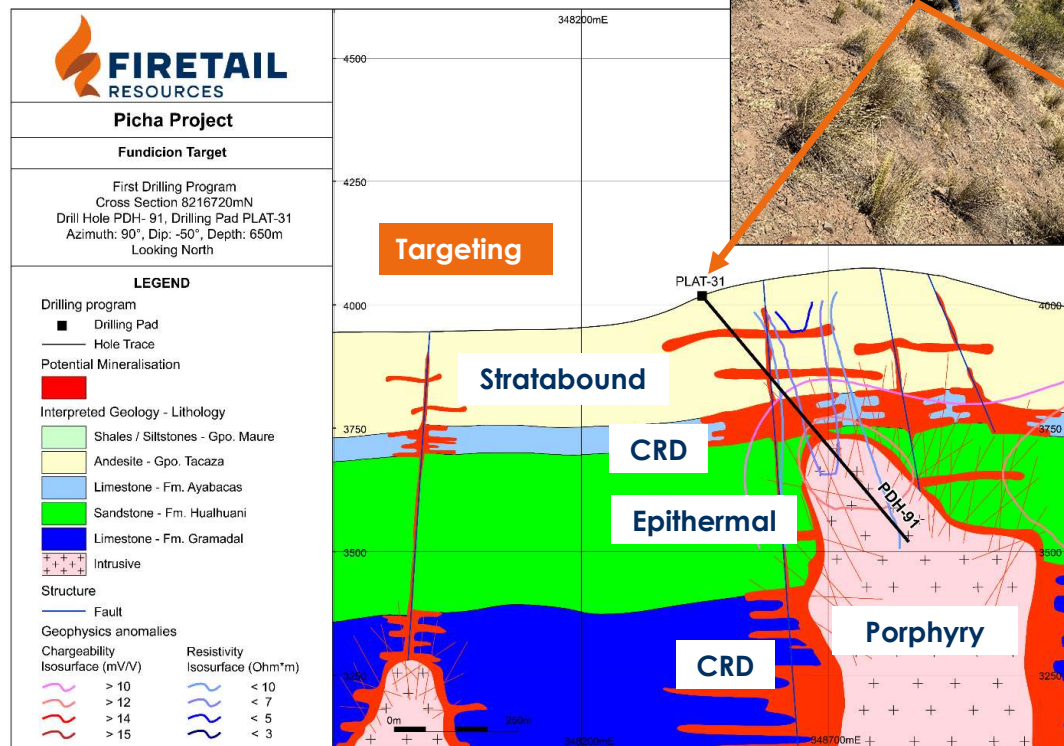 FIRETAIL
RESOURCES
Picha Project
Fundicion Target
First Drilling Program
Cross Section 8216720mN
Drill Hole PDH- 91, Drilling Pad PLAT-31
Azimuth: 90°, Dip: -50°, Depth: 650m
Looking North
LEGEND
Drilling program
Drilling Pad
Hole Trace
Potential Mineralisation
Interpreted Geology - Lithology
Shales / Siltstones - Gpo. Maure
Andesite - Gpo. Tacaza
Limestone - Fm. Ayabacas
Sandstone - Fm. Hualhuani
Limestone - Fm. Gramadal
Intrusive
Structure
Fault
Geophysics anomalies
Chargeability
Isosurface (mV/V)
> 10
> 12
> 14
> 15
Resistivity
Isosurface (Ohm*m)
< 10
< 7
< 5
< 3
348200mE
4500
4250
Targeting
PLAT-31
4000
4000
Stratabound
3750
3750
CRD
PDH-91
Epithermal
3500
3500
Porphyry
CRD
3250
3250
0m 250m
348200mE
348700mE